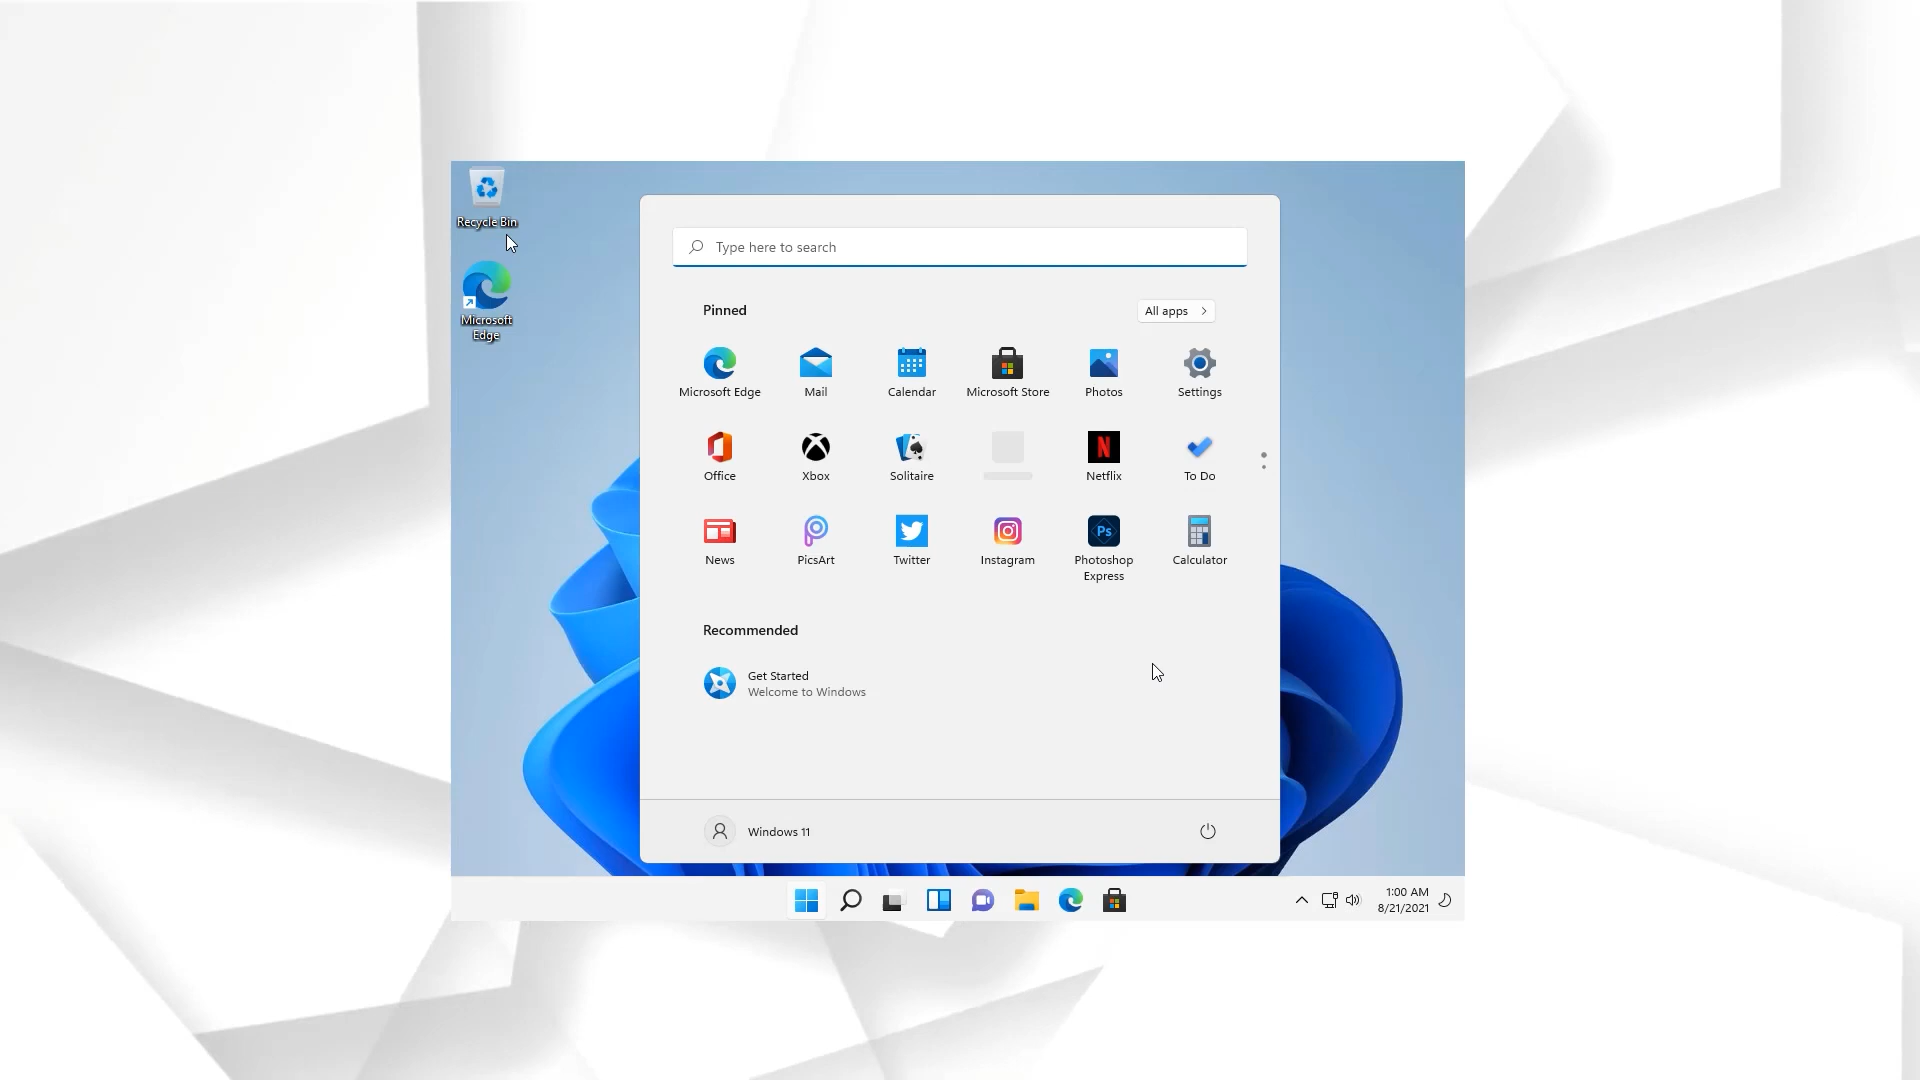 Recycle Bin
Microsoft
Edge
Type here to search
Pinned
All apps
Microsoft Edge
Mail
Calendar
Microsoft Store
Photos
Settings
Office
Xbox
Solitaire
Netflix
To Do
News
PicsArt
Twitter
Instagram
Photoshop
Express
Calculator
Recommended
Get Started
Welcome to Windows
Windows 11
1:00 AM
8/21/2021